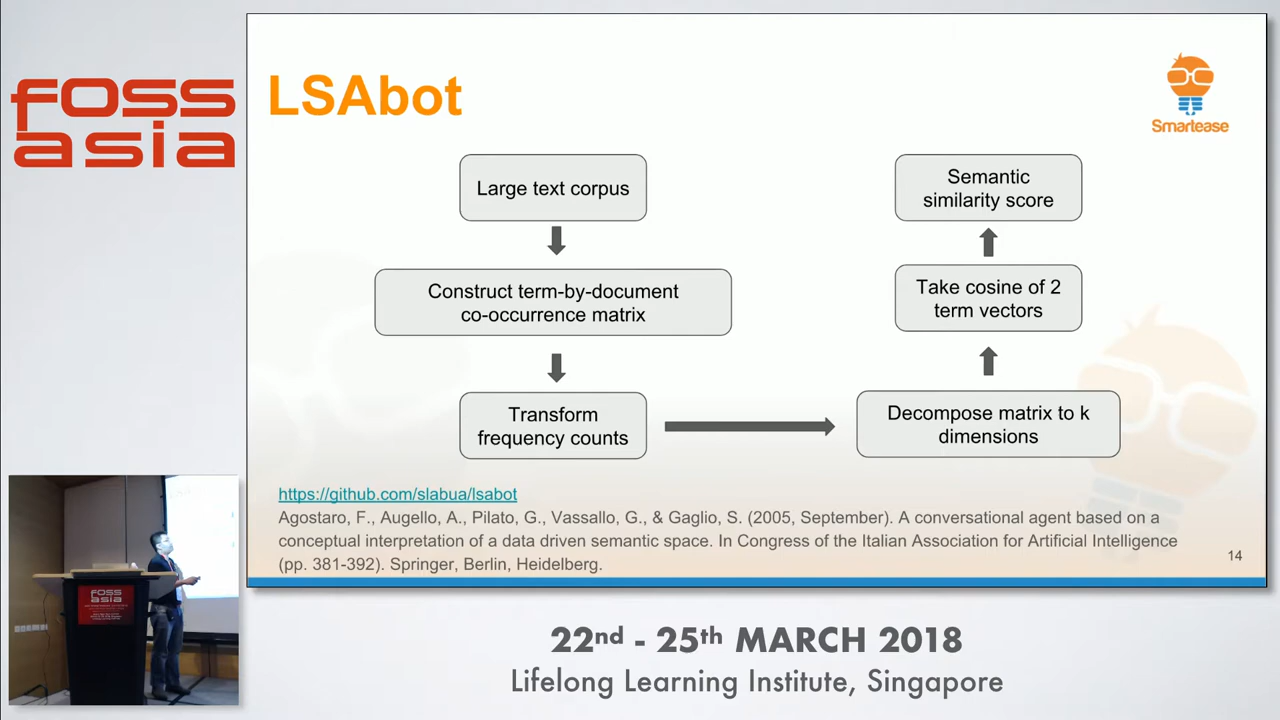 foss
asia
LSAbot
Smartease
Large text corpus
Construct term-by-document
co-occurrence matrix
Transform
frequency counts
Decompose matrix to k
dimensions
Take cosine of 2
term vectors
Semantic
similarity score
https://github.com/slabua/lsabot
Agostaro, F., Augello, A., Pilato, G., Vassallo, G., & Gaglio, S. (2005, September). A conversational agent based on a
conceptual interpretation of a data driven semantic space. In Congress of the Italian Association for Artificial Intelligence
(pp. 381-392). Springer, Berlin, Heidelberg.
14
foss
asia
22nd - 25th MARCH 2018
Lifelong Learning Institute, Singapore